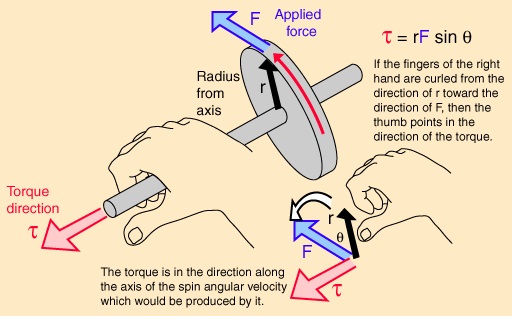 F
Applied
force
τ = rF sin θ
Radius
from
axis
r
If the fingers of the right
hand are curled from the
direction of r toward the
direction of F, then the
thumb points in the
direction of the torque.
Torque
direction
τ
r
θ
F
τ
The torque is in the direction along
the axis of the spin angular velocity
which would be produced by it.